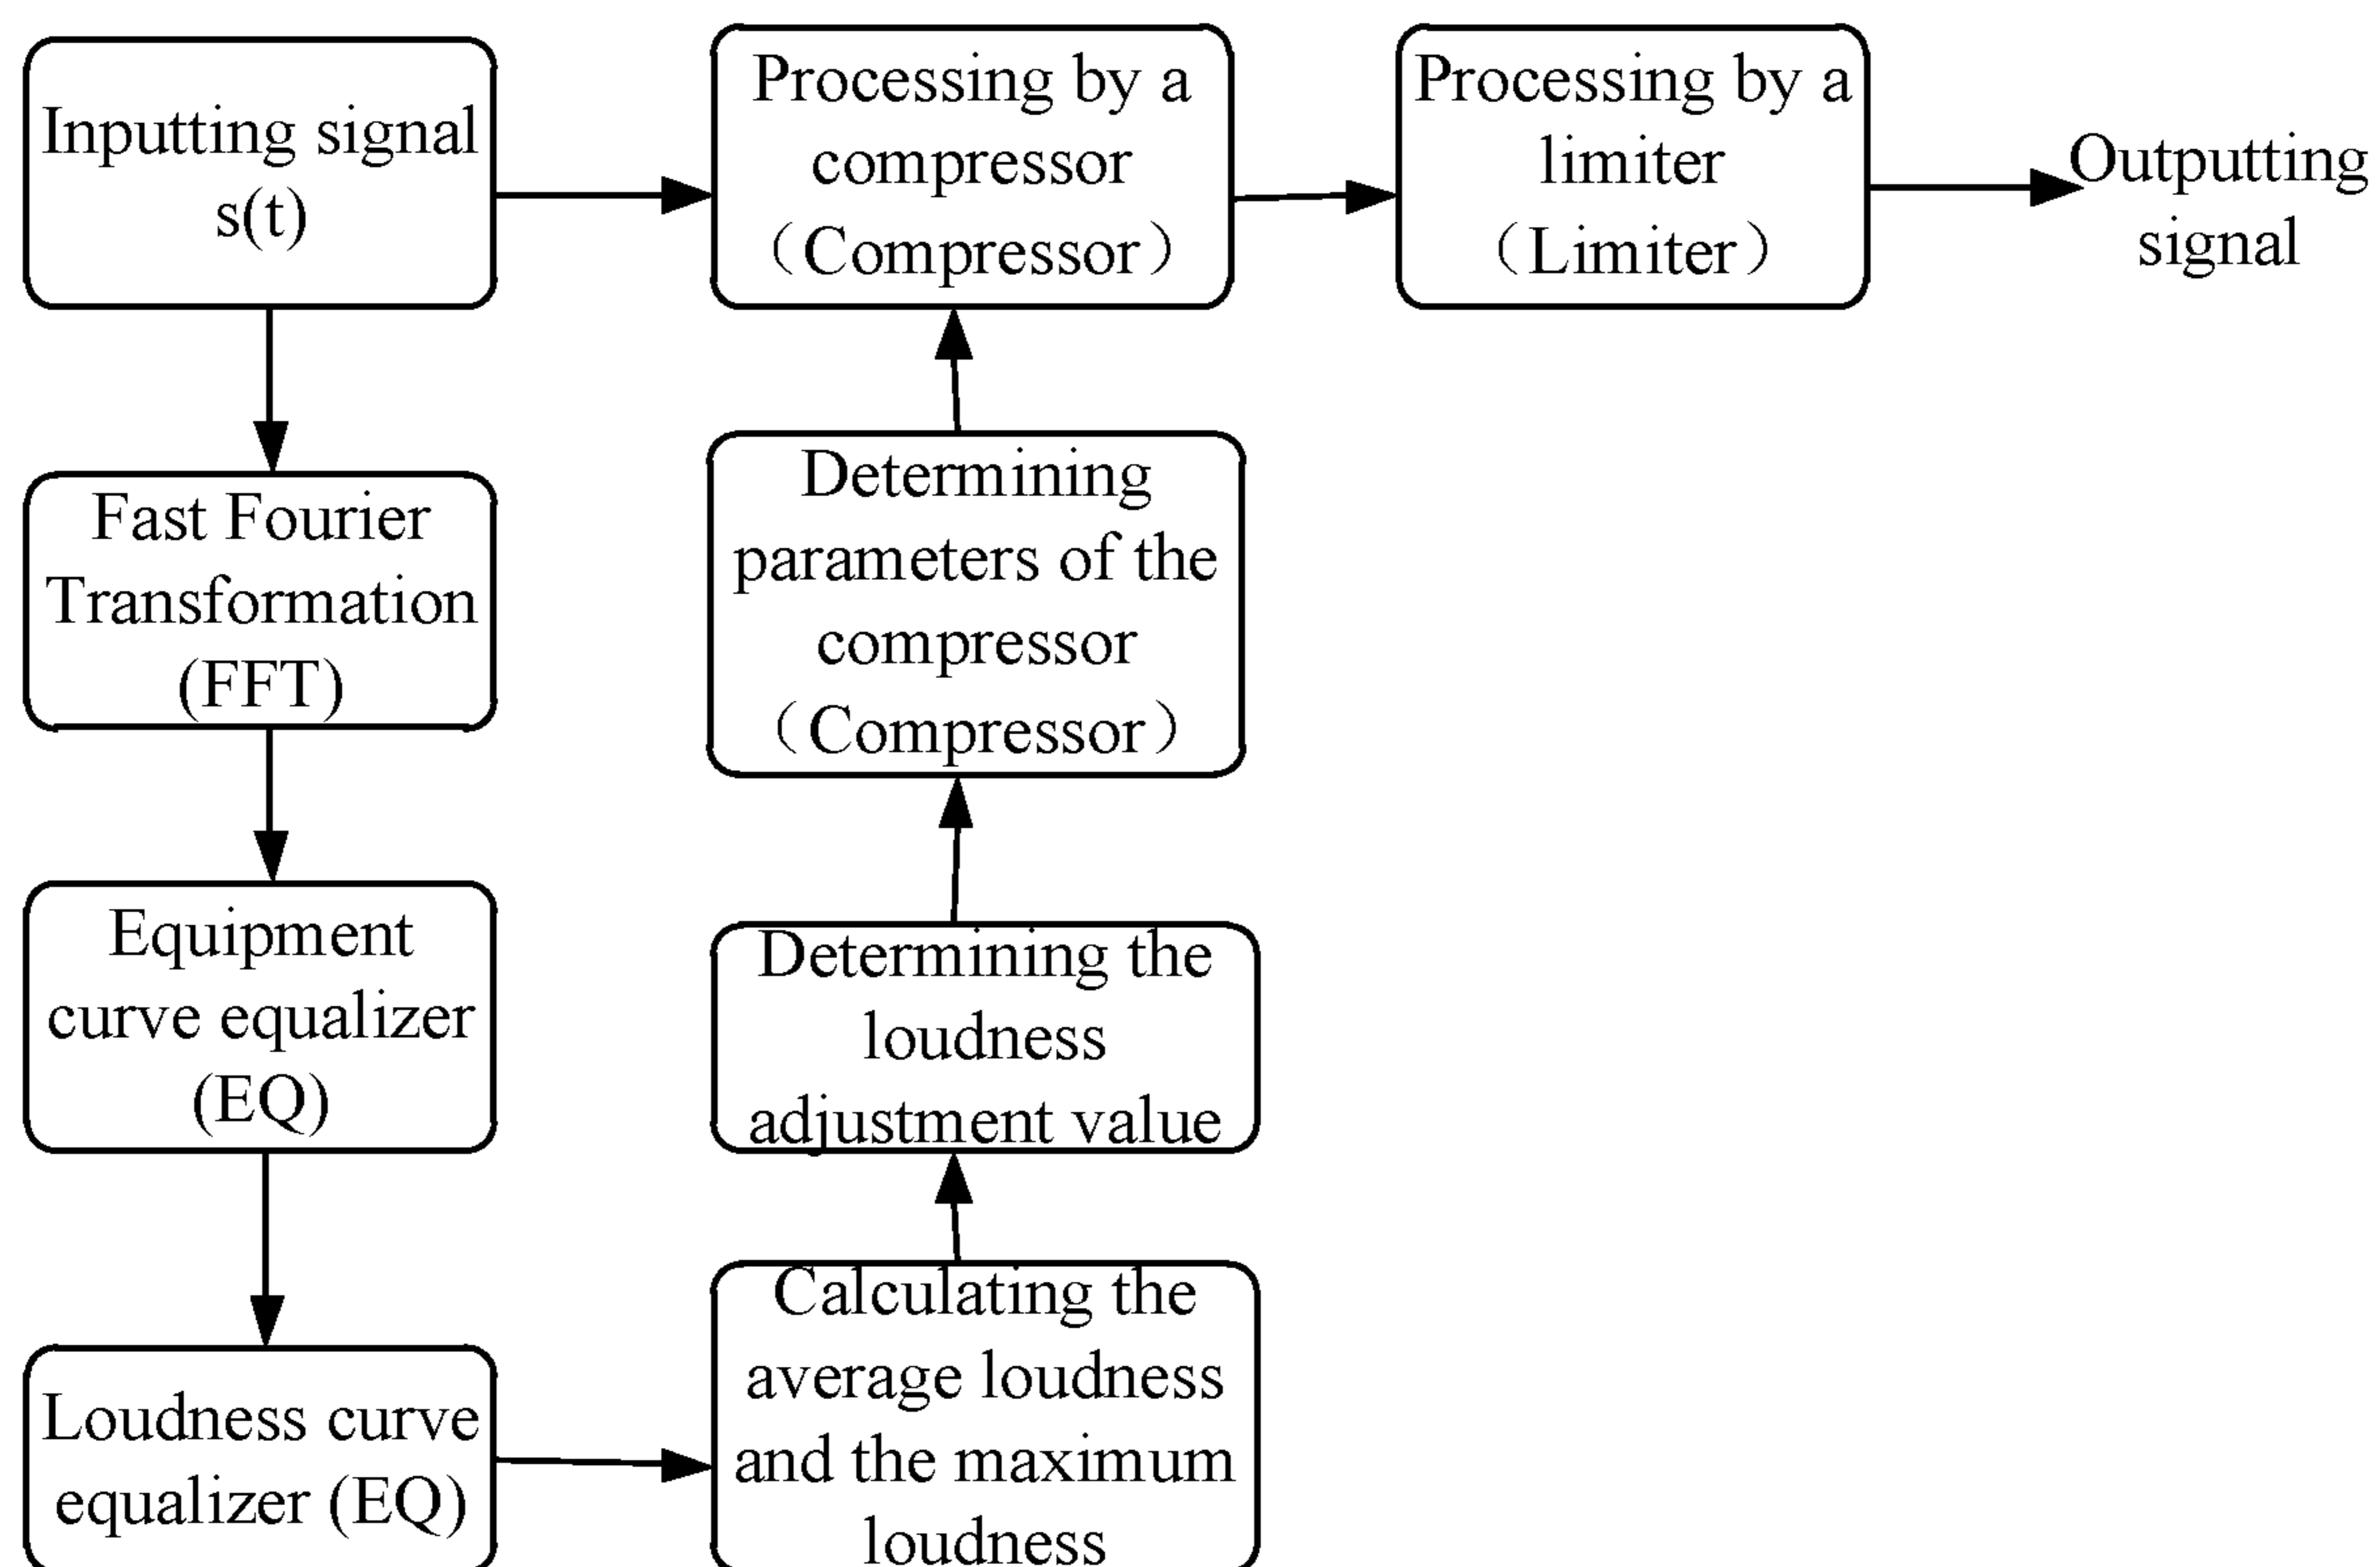 Inputting signal
s(t)
Processing by a
compressor
（Compressor）
Processing by a
limiter
（Limiter）
Outputting
signal
Fast Fourier
Transformation
(FFT)
Determining
parameters of the
compressor
（Compressor）
Equipment
curve equalizer
(EQ)
Determining the
loudness
adjustment value
Loudness curve
equalizer (EQ)
Calculating the
average loudness
and the maximum
loudness